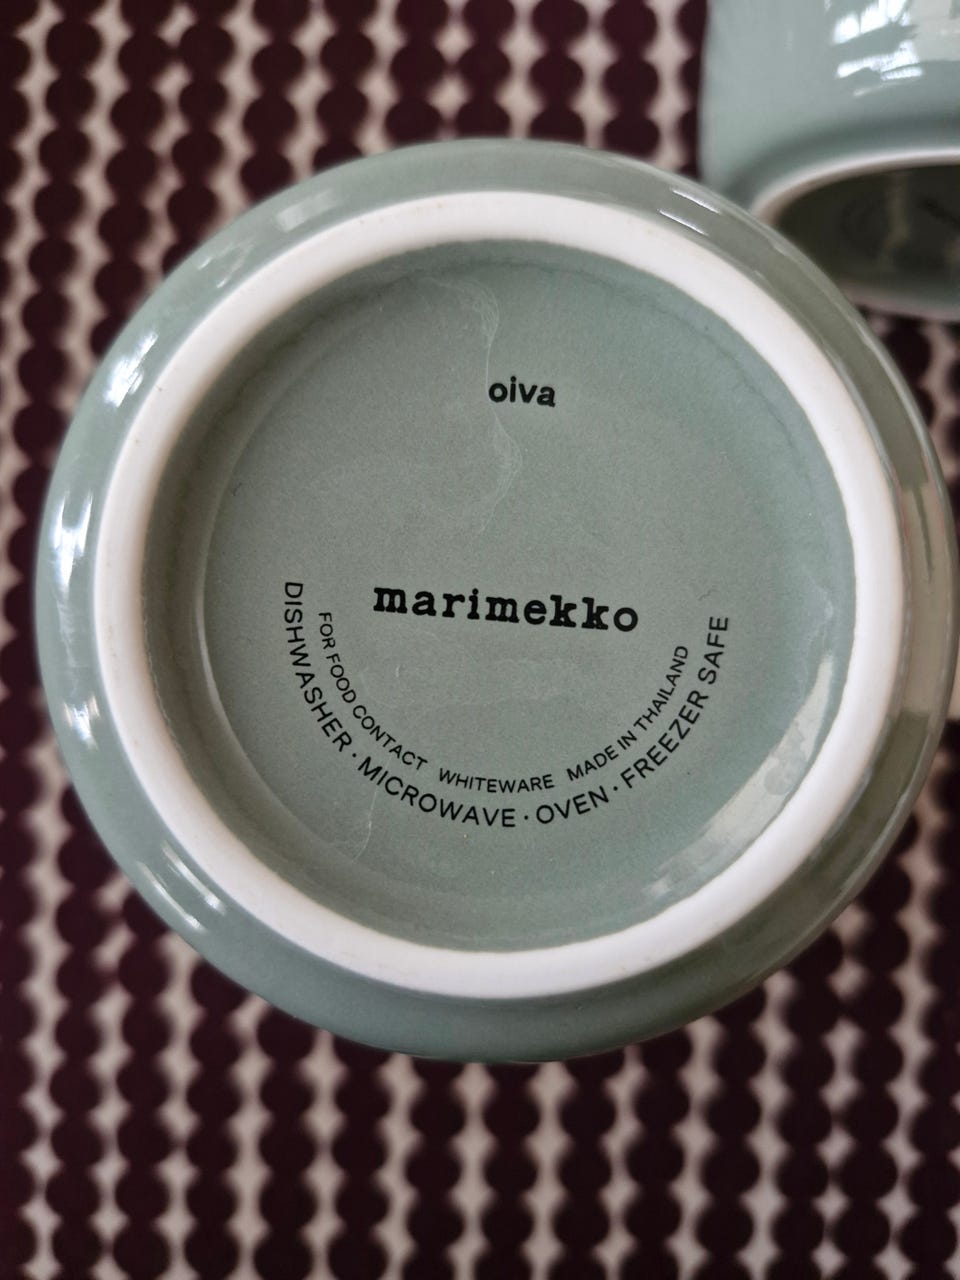 oiva
marimekko
FOR FOOD CONTACT WHITEWARE MADE IN THAILAND
DISHWASHER · MICROWAVE · OVEN · FREEZER SAFE